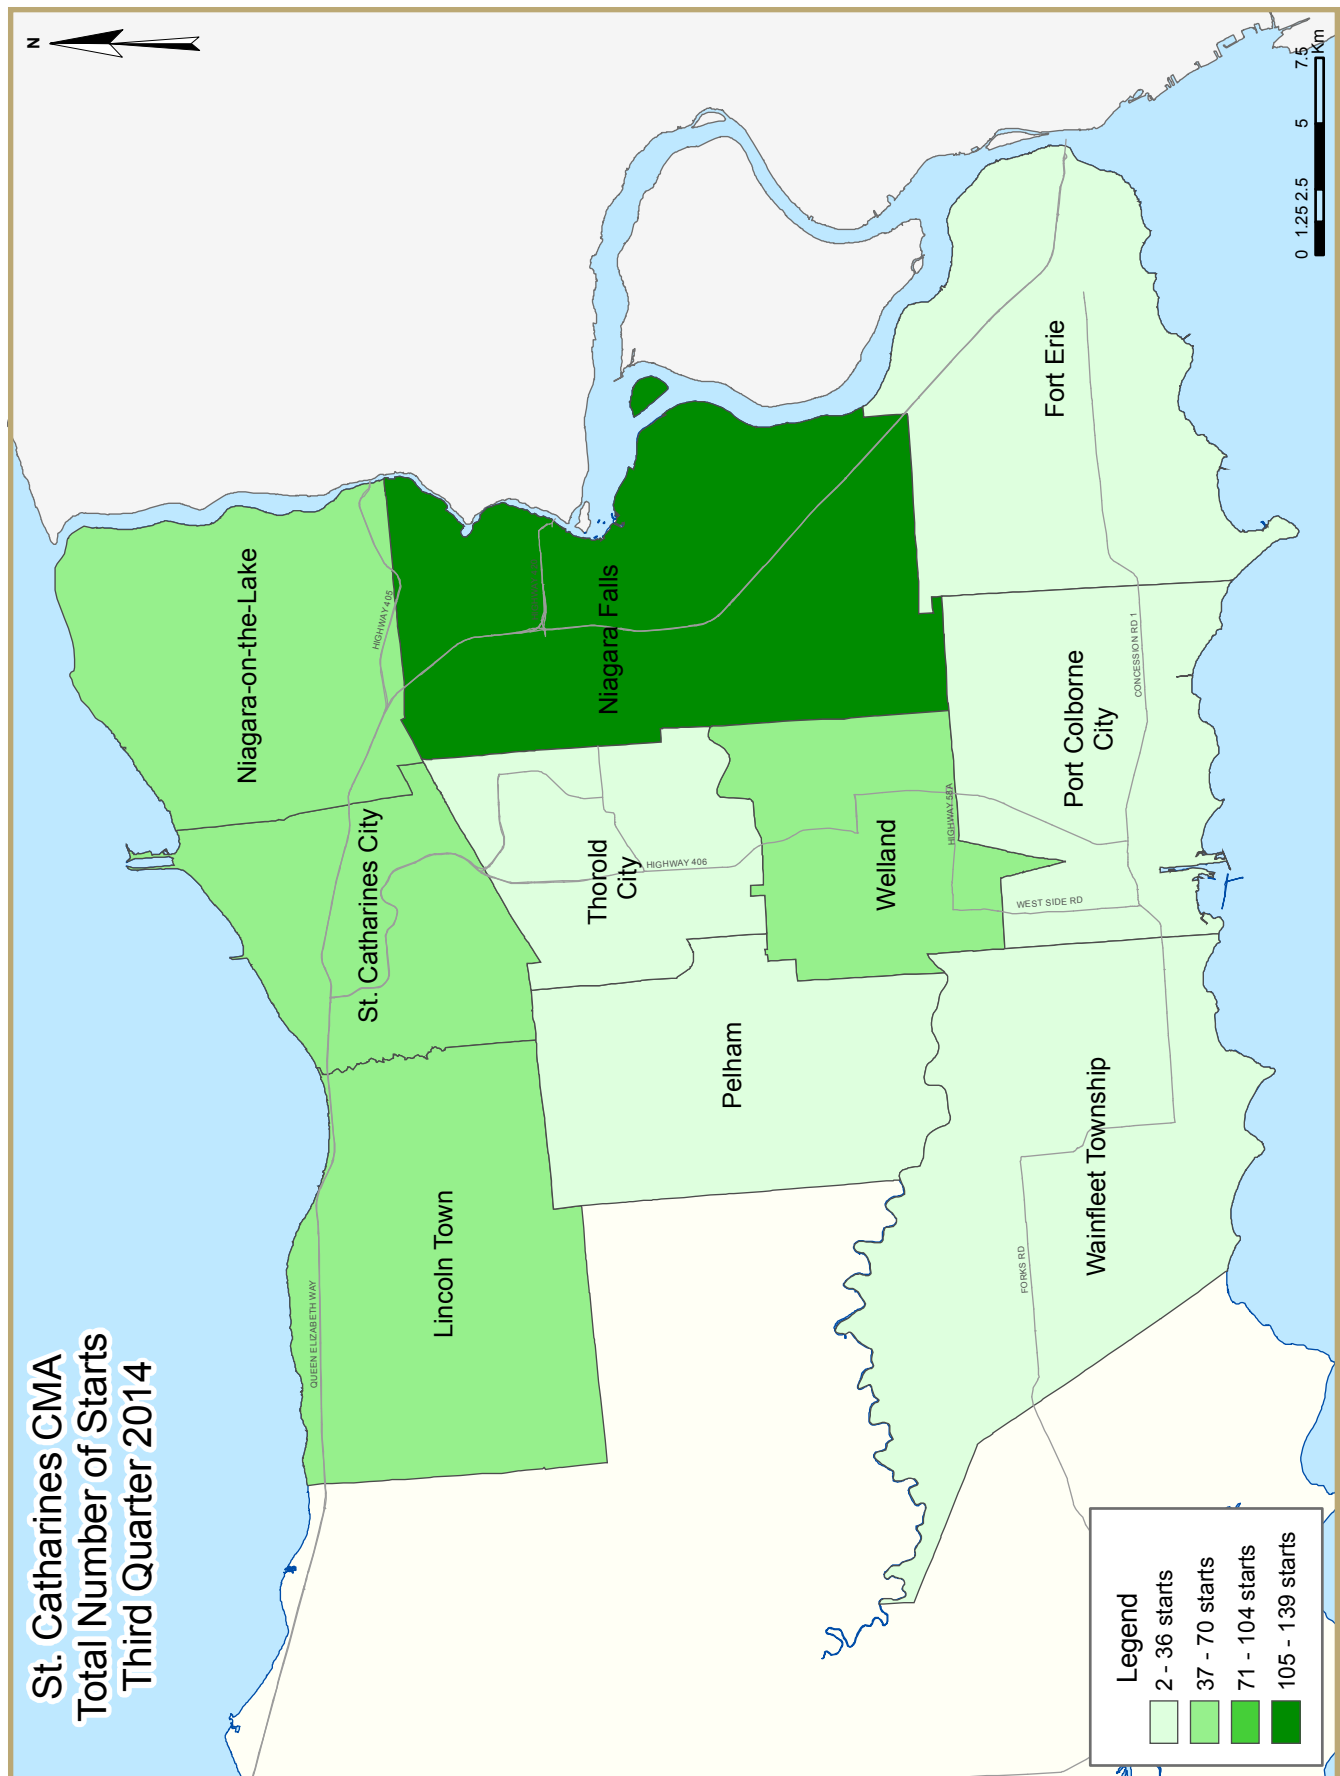 St. Catharines CMA
Total Number of Starts
Third Quarter 2014
N
Niagara-on-the-Lake
HIGHWAY 405
St. Catharines City
QUEEN ELIZABETH WAY
Lincoln Town
Niagara Falls
Thorold
City
HIGHWAY 406
Pelham
Welland
HIGHWAY 58A
WEST SIDE RD
Fort Erie
Port Colborne
City
CONCESSION RD 1
Wainfleet Township
FORKS RD
Legend
2 - 36 starts
37 - 70 starts
71 - 104 starts
105 - 139 starts
0 1.25 2.5 5 7.5
Km